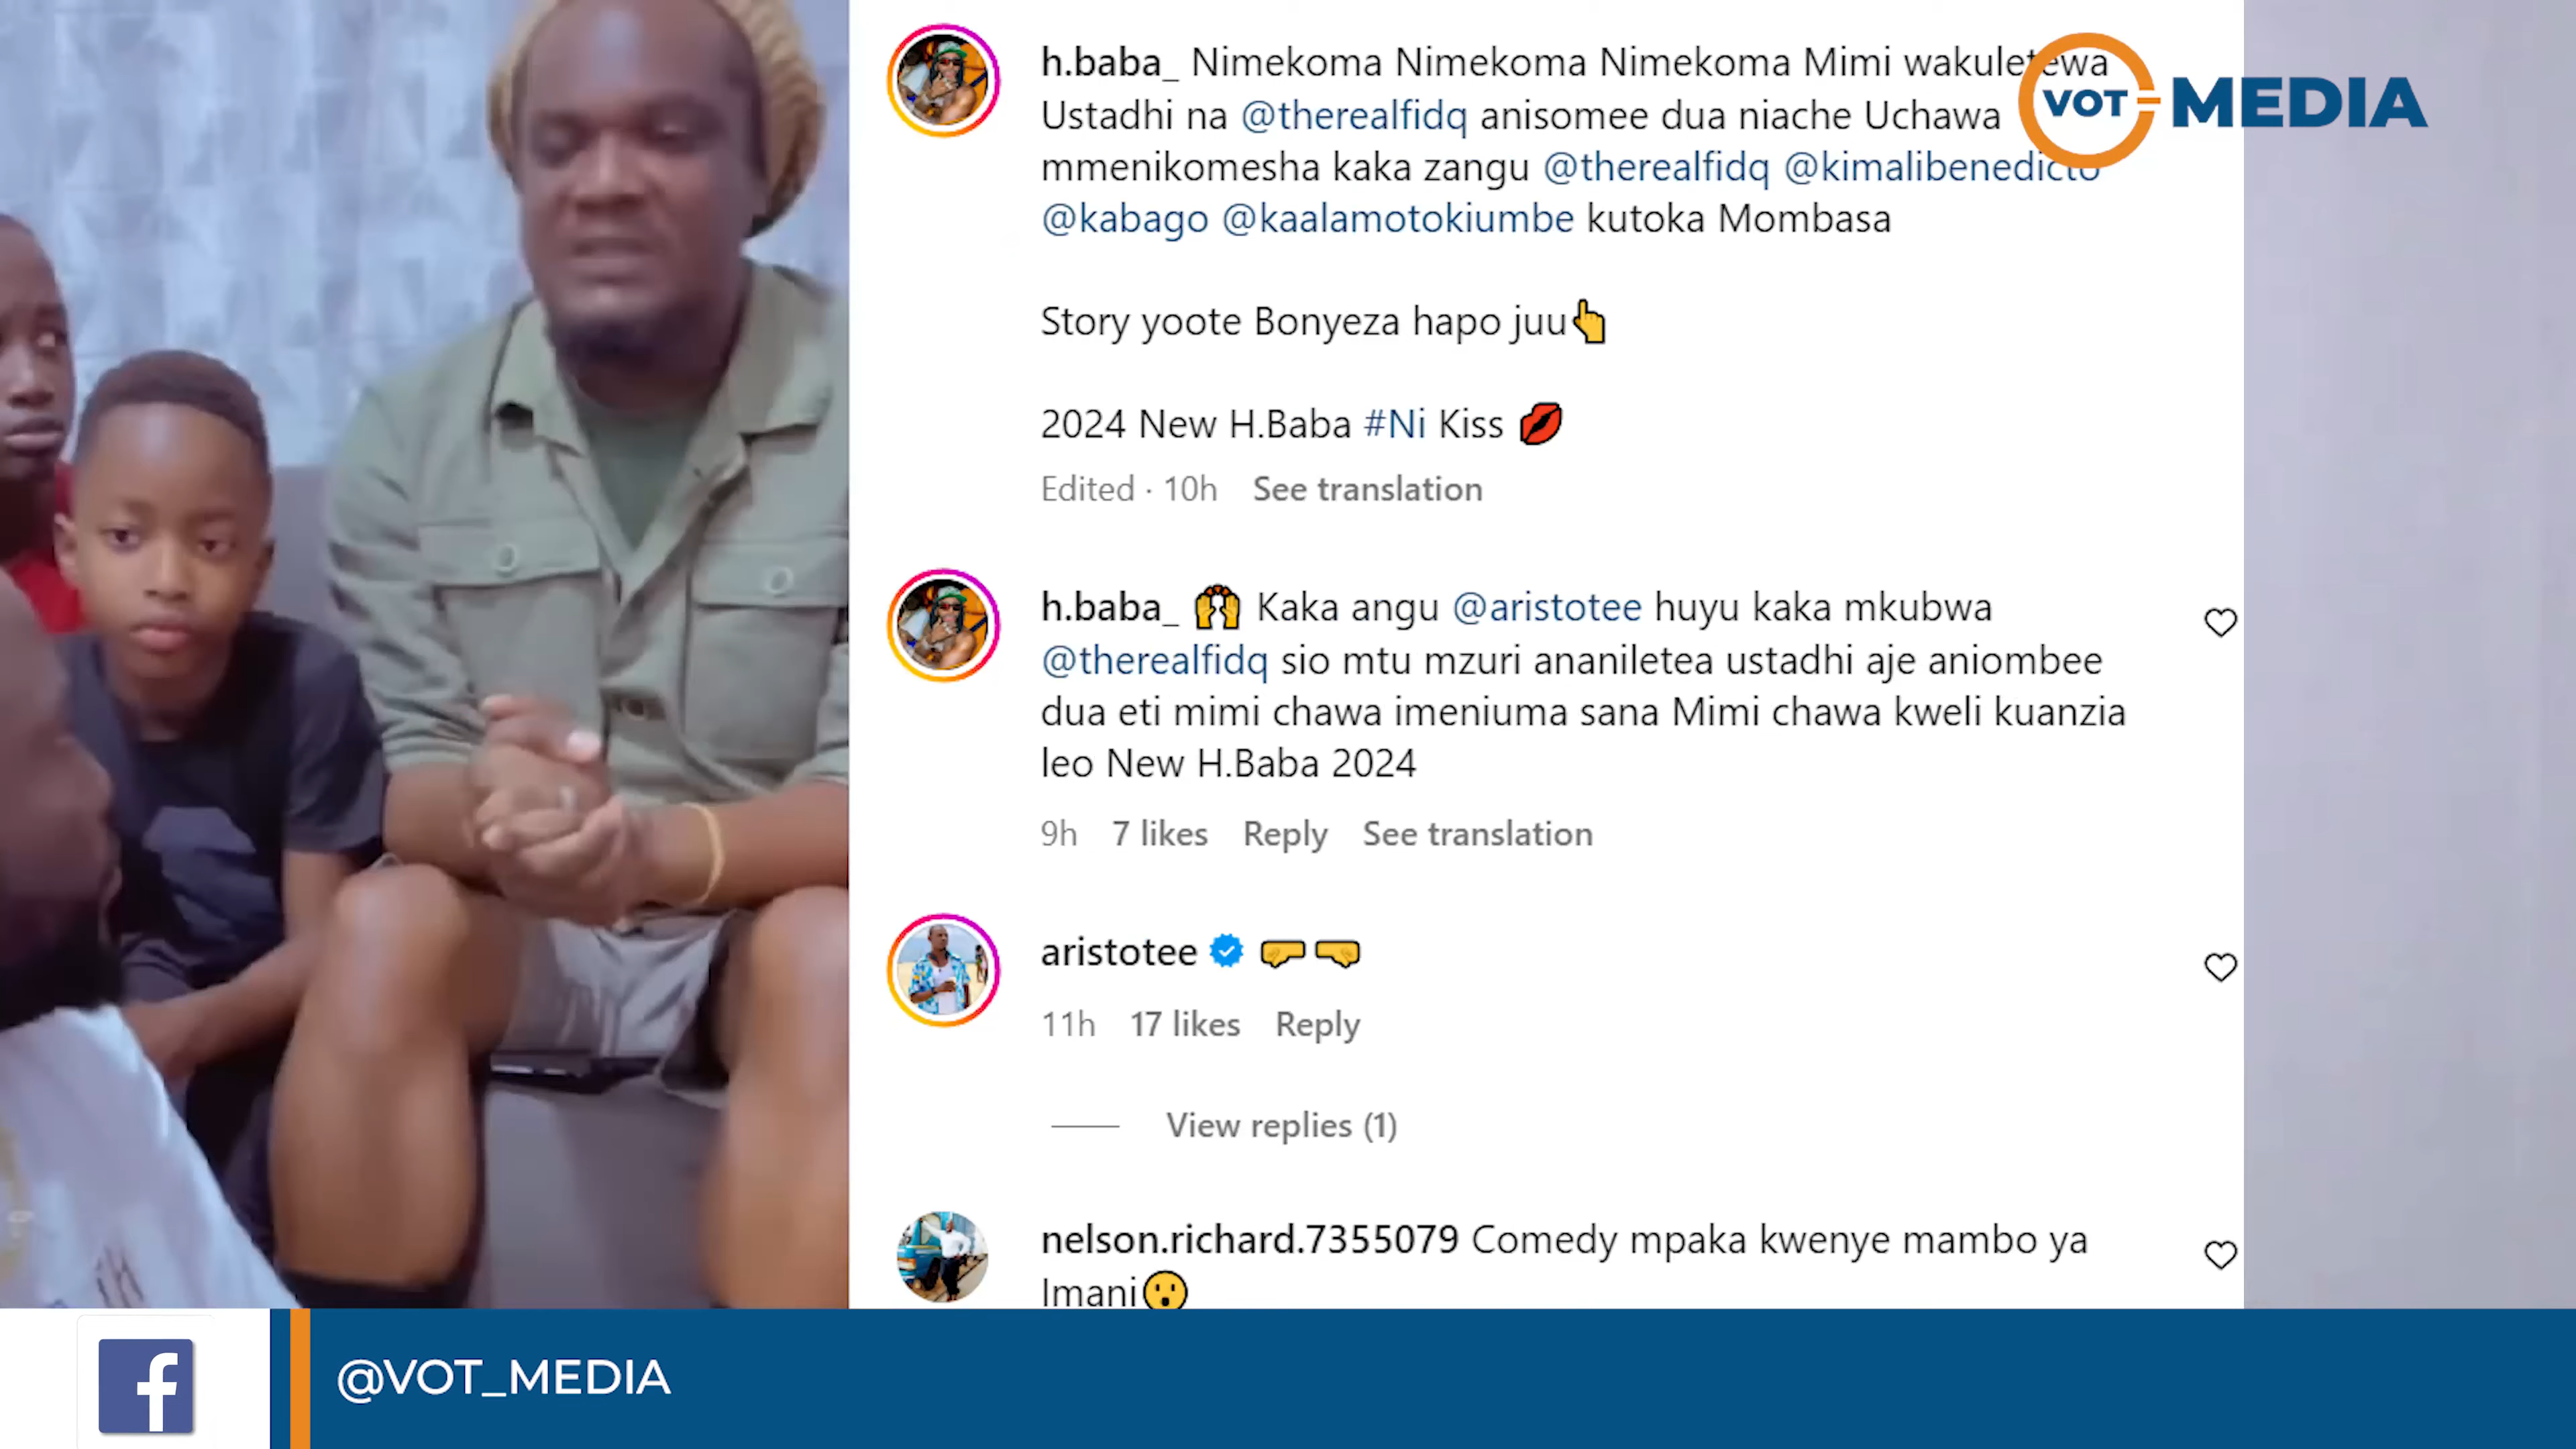 h.baba_ Nimekoma Nimekoma Nimekoma Mimi wakuletewa
Ustadhi na @therealfidq anisomee dua niache Uchawa
mmenikomesha kaka zangu @therealfidq @kimalibenedicto
@kabago @kaalamotokiumbe kutoka Mombasa
VOT MEDIA
Story yoote Bonyeza hapo juu👆
2024 New H.Baba #Ni Kiss 💋
Edited · 10h See translation
h.baba_ 🙌 Kaka angu @aristotee huyu kaka mkubwa
@therealfidq sio mtu mzuri ananiletea ustadhi aje aniombee
dua eti mimi chawa imeniuma sana Mimi chawa kweli kuanzia
leo New H.Baba 2024
9h 7 likes Reply See translation
aristotee 🤛🤜
11h 17 likes Reply
View replies (1)
nelson.richard.7355079 Comedy mpaka kwenye mambo ya
Imani😮
f @VOT_MEDIA